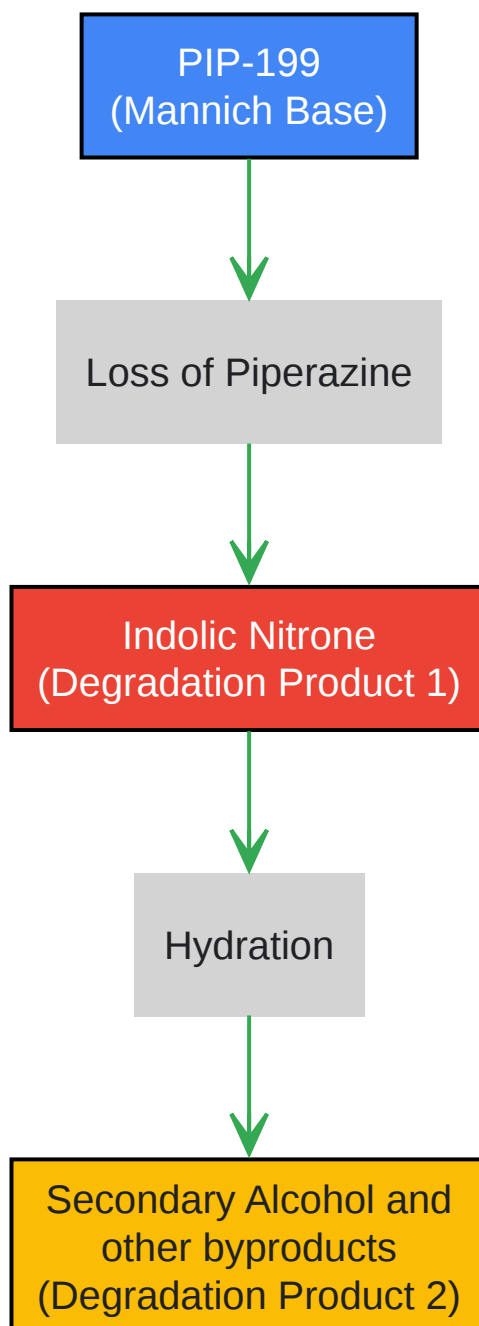 PIP-199
(Mannich Base)
Loss of Piperazine
Indolic Nitrone
(Degradation Product 1)
Hydration
Secondary Alcohol and
other byproducts
(Degradation Product 2)